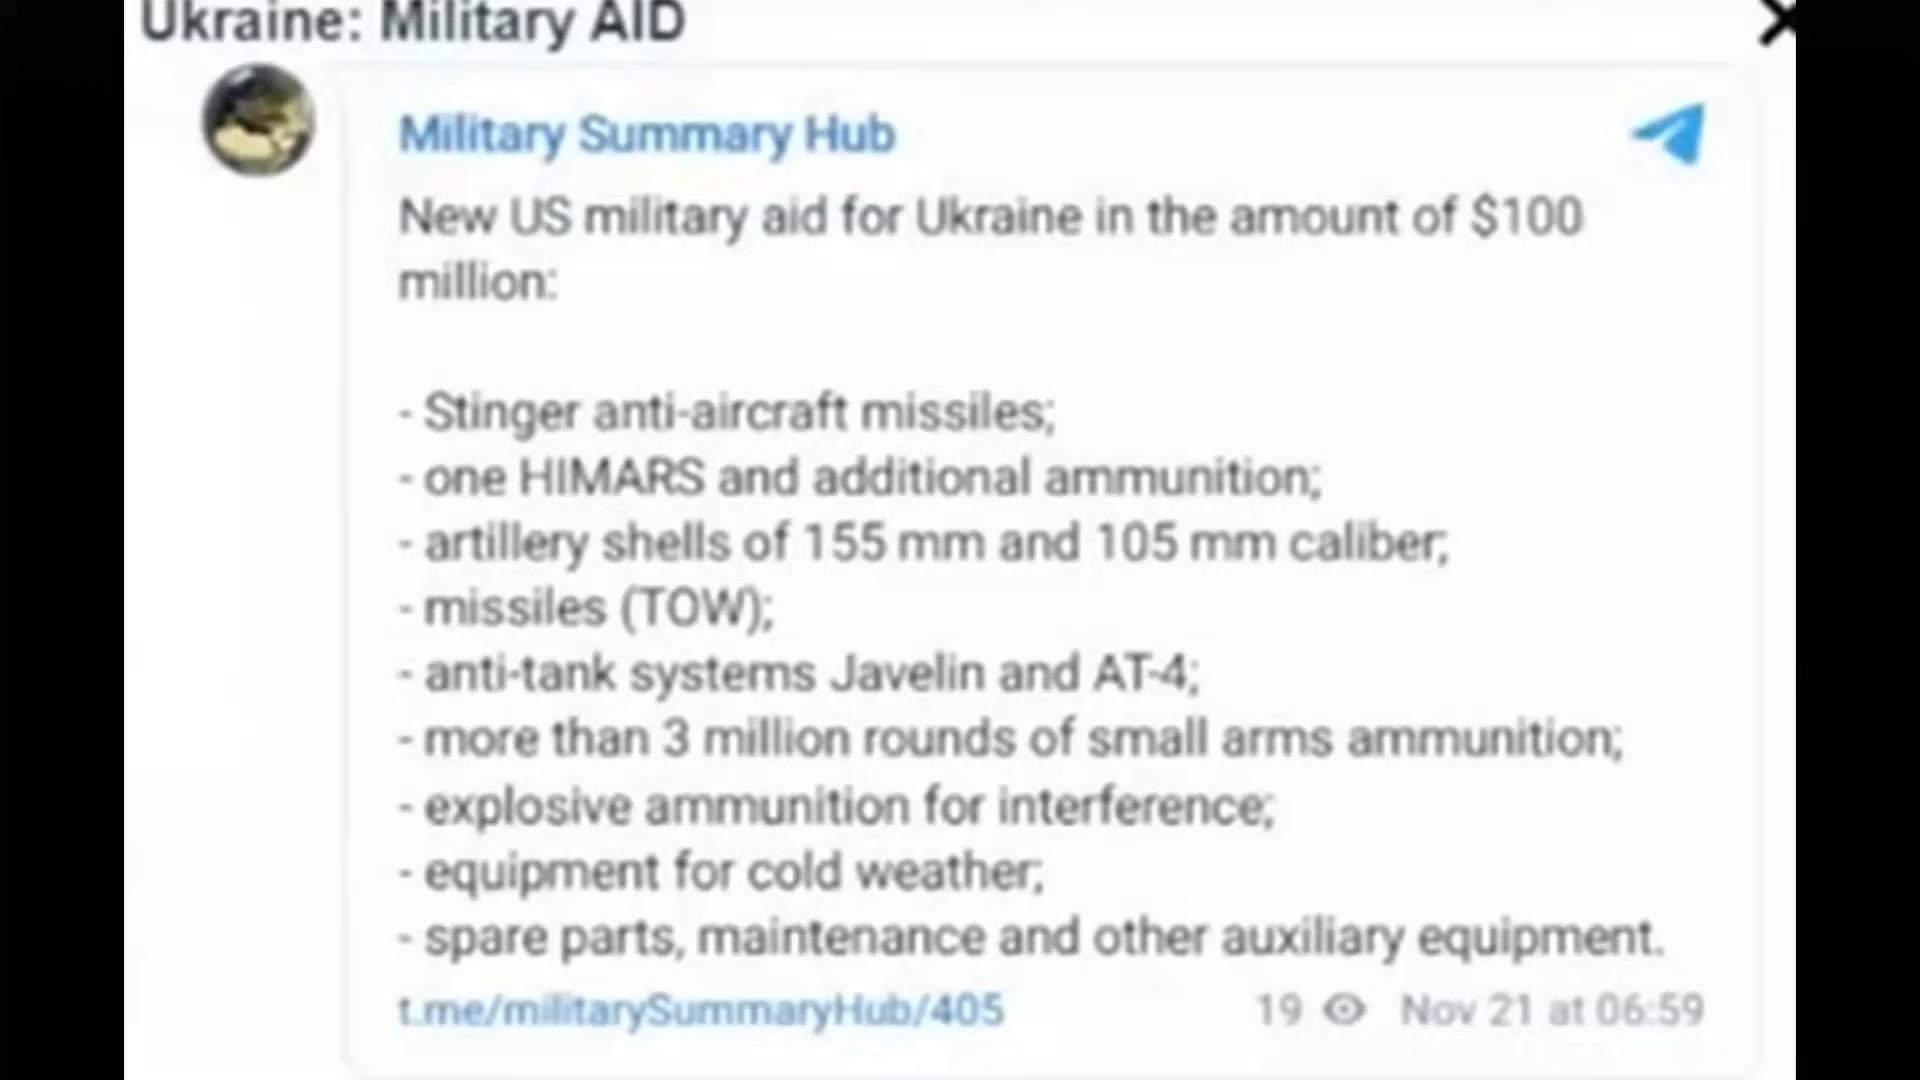 Ukraine: Military AID
Military Summary Hub
New US military aid for Ukraine in the amount of $100
million:
- Stinger anti-aircraft missiles;
- one HIMARS and additional ammunition;
- artillery shells of 155 mm and 105 mm caliber;
- missiles (TOW);
- anti-tank systems Javelin and AT-4;
- more than 3 million rounds of small arms ammunition;
- explosive ammunition for interference;
- equipment for cold weather;
- spare parts, maintenance and other auxiliary equipment.
t.me/militarySummaryHub/405
19 Nov 21 at 06:59